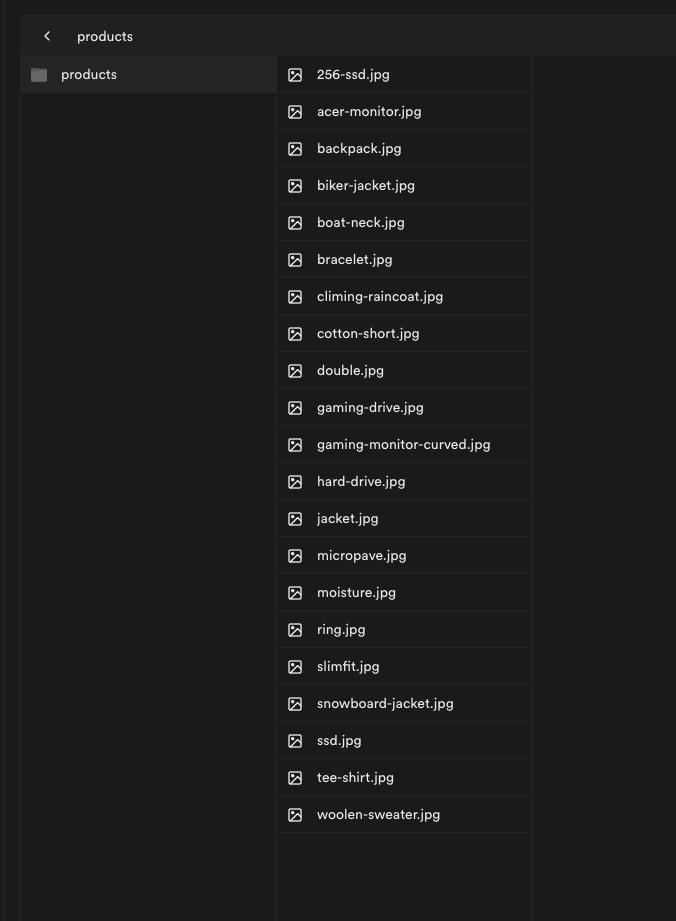 products
products
256-ssd.jpg
acer-monitor.jpg
backpack.jpg
biker-jacket.jpg
boat-neck.jpg
bracelet.jpg
climing-raincoat.jpg
cotton-short.jpg
double.jpg
gaming-drive.jpg
gaming-monitor-curved.jpg
hard-drive.jpg
jacket.jpg
micropave.jpg
moisture.jpg
ring.jpg
slimfit.jpg
snowboard-jacket.jpg
ssd.jpg
tee-shirt.jpg
woolen-sweater.jpg